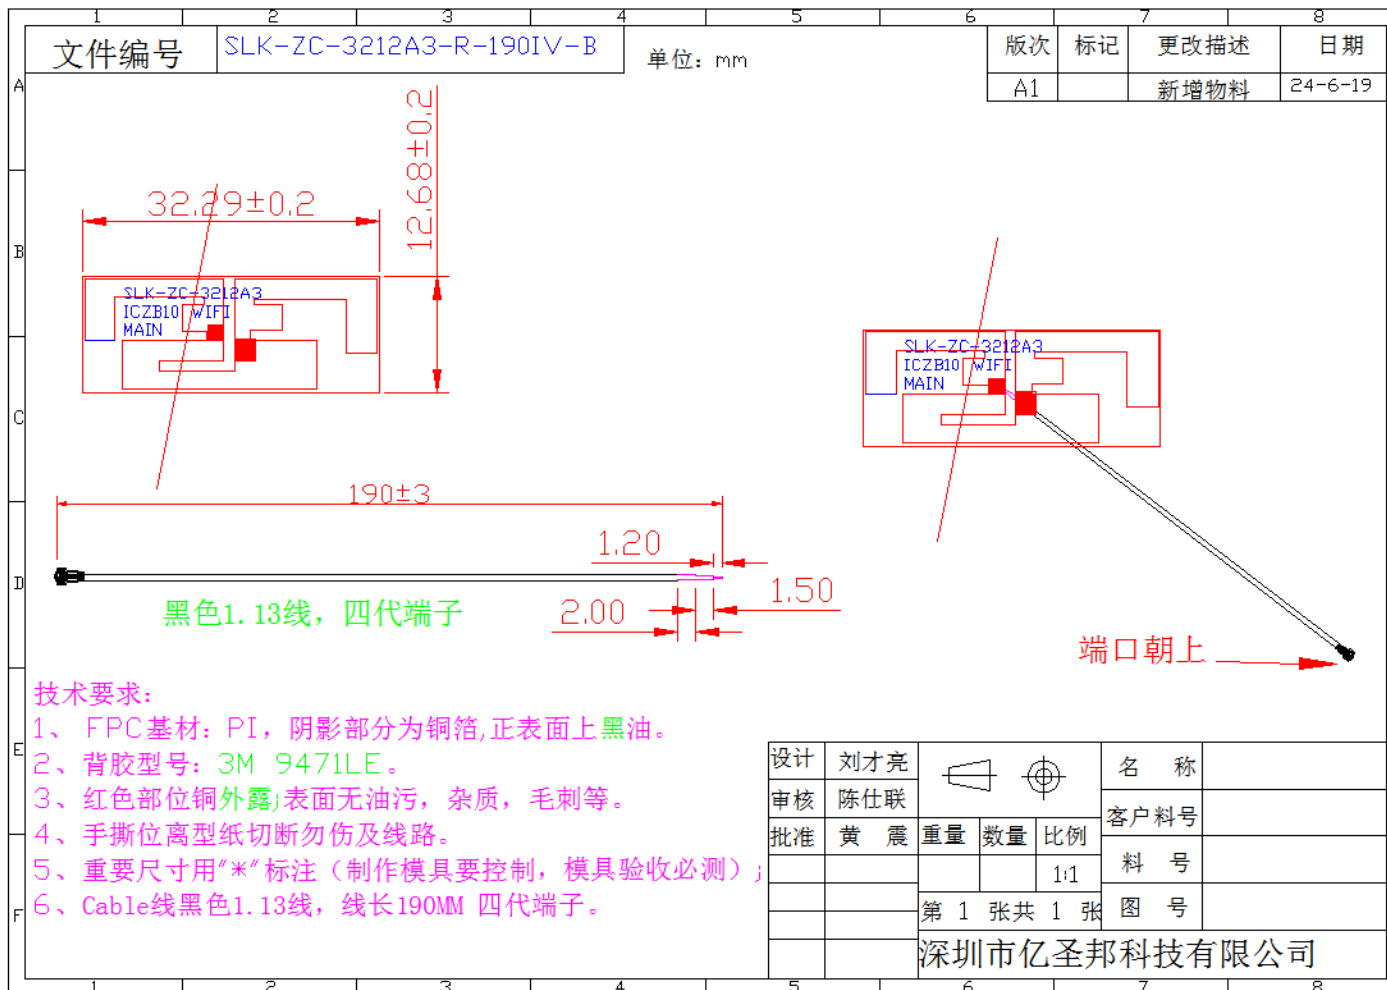 1 2 3 4 5 6 7 8
文件编号 SLK-ZC-3212A3-R-190IV-B
单位：mm
版次 标记 更改描述 日期
A1 新增物料 24-6-19
A
B
C
D
E
F
32.29±0.2
12.68±0.2
SLK-ZC-3212A3
ICZB10 WIFI
MAIN
SLK-ZC-3212A3
ICZB10 WIFI
MAIN
190±3
1.20
1.50
2.00
黑色1.13线，四代端子
端口朝上
技术要求:
1、 FPC基材：PI，阴影部分为铜箔,正表面上黑油。
2、背胶型号：3M 9471LE。
3、红色部位铜外露;表面无油污，杂质，毛刺等。
4、手撕位离型纸切断勿伤及线路。
5、重要尺寸用"*"标注（制作模具要控制，模具验收必测）;
6、Cable线黑色1.13线，线长190MM 四代端子。
设计 刘才亮
审核 陈仕联
批准 黄 震
重量 数量 比例
1:1
第 1 张共 1 张
名 称
客户料号
料 号
图 号
深圳市亿圣邦科技有限公司
1 2 3 4 5 6 7 8